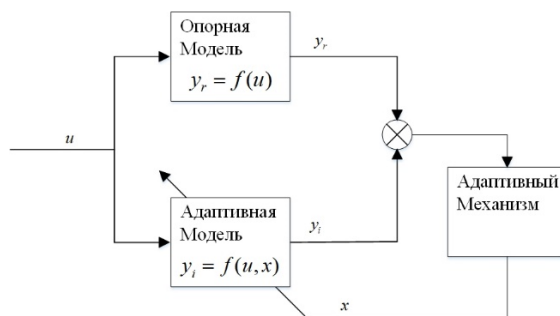 Опорная
Модель
y_r = f(u)
y_r
u
Адаптивная
Модель
y_i = f(u, x)
y_i
Адаптивный
Механизм
x